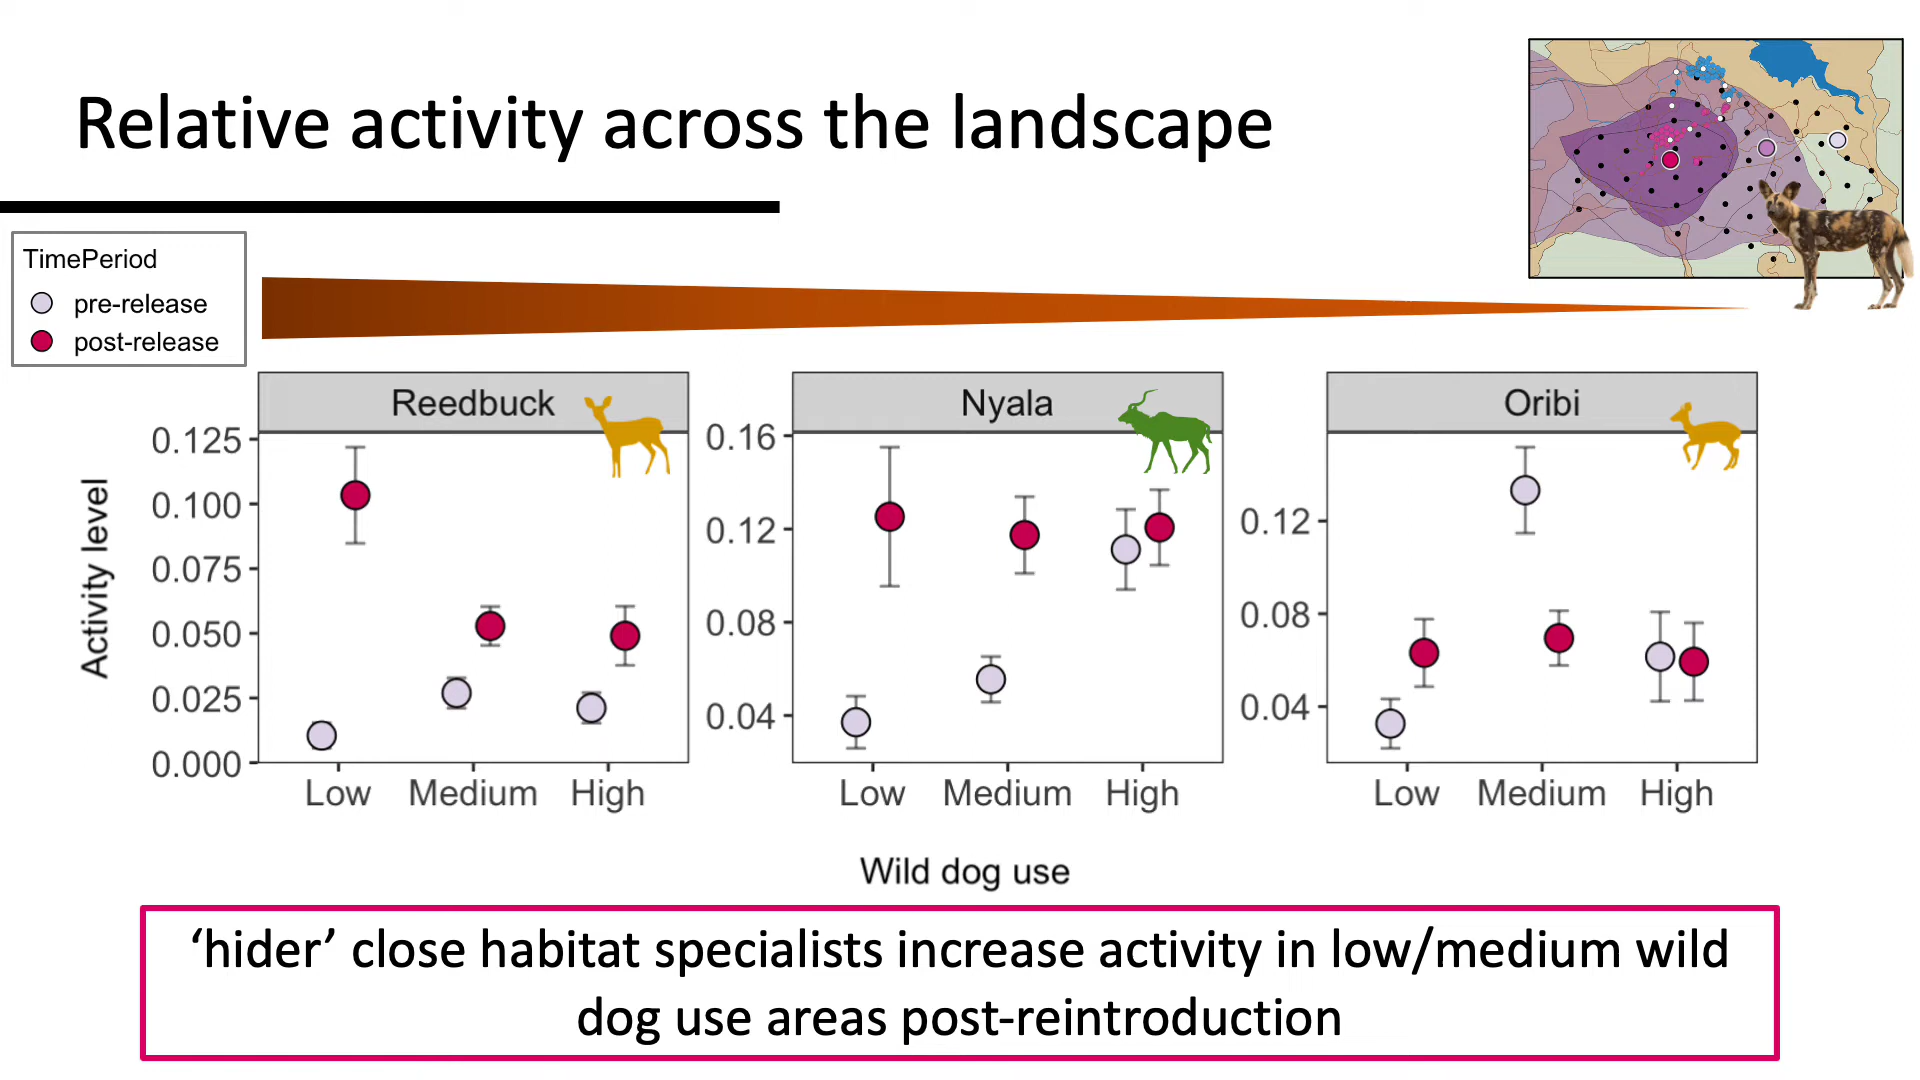 Relative activity across the landscape
TimePeriod
pre-release
post-release
Reedbuck
Nyala
Oribi
Activity level
0.125
0.100
0.075
0.050
0.025
0.000
0.16
0.12
0.08
0.04
0.12
0.08
0.04
Low Medium High
Low Medium High
Low Medium High
Wild dog use
‘hider’ close habitat specialists increase activity in low/medium wild
dog use areas post-reintroduction